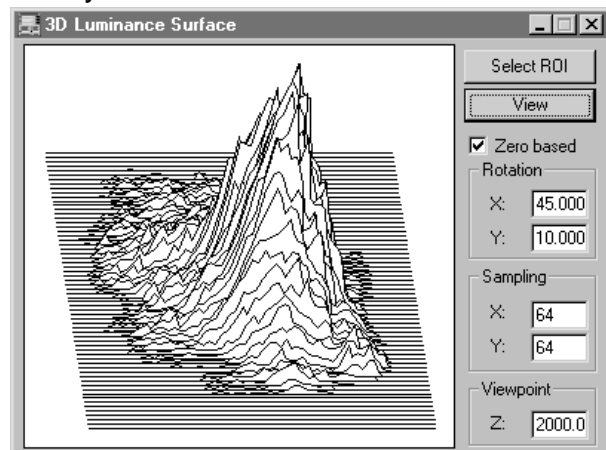 3D Luminance Surface
Select ROI
View
Zero based
Rotation
X: 45.000
Y: 10.000
Sampling
X: 64
Y: 64
Viewpoint
Z: 2000.0